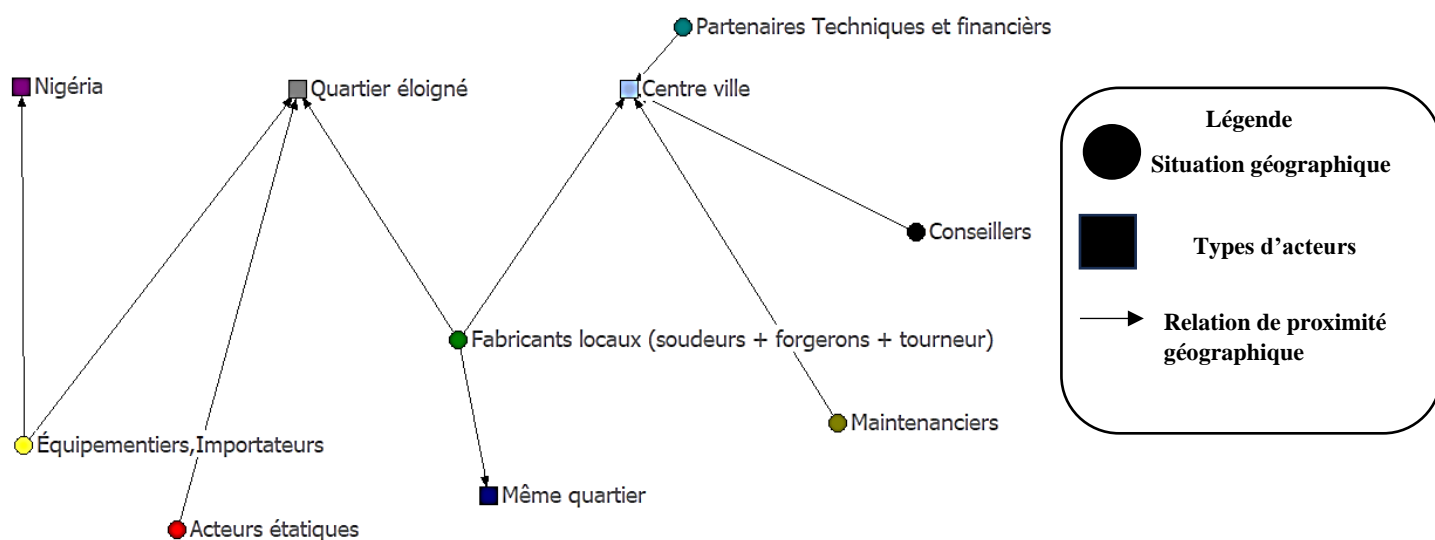 Partenaires Techniques et financièrs
Nigéria
Quartier éloigné
Centre ville
Conseillers
Fabricants locaux (soudeurs + forgerons + tourneur)
Maintenanciers
Équipementiers,Importateurs
Même quartier
Acteurs étatiques
Légende
Situation géographique
Types d’acteurs
Relation de proximité
géographique